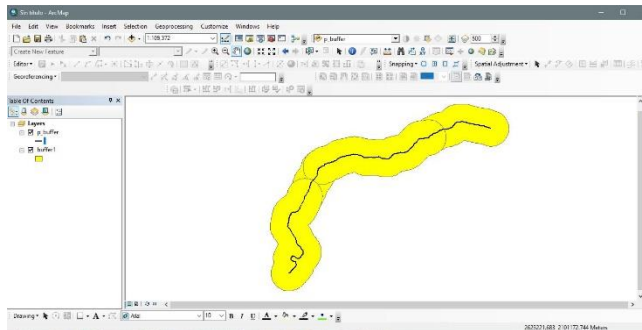 Sin título - ArcMap
File Edit View Bookmarks Insert Selection Geoprocessing Customize Windows Help
1:109,372
p_buffer
500
Create New Feature
Editor
Snapping
Spatial Adjustment
Georeferencing
Table Of Contents
Layers
p_buffer
buffer1
Drawing
A
Arial
10
B I U A
2625221,683 2101172,744 Meters